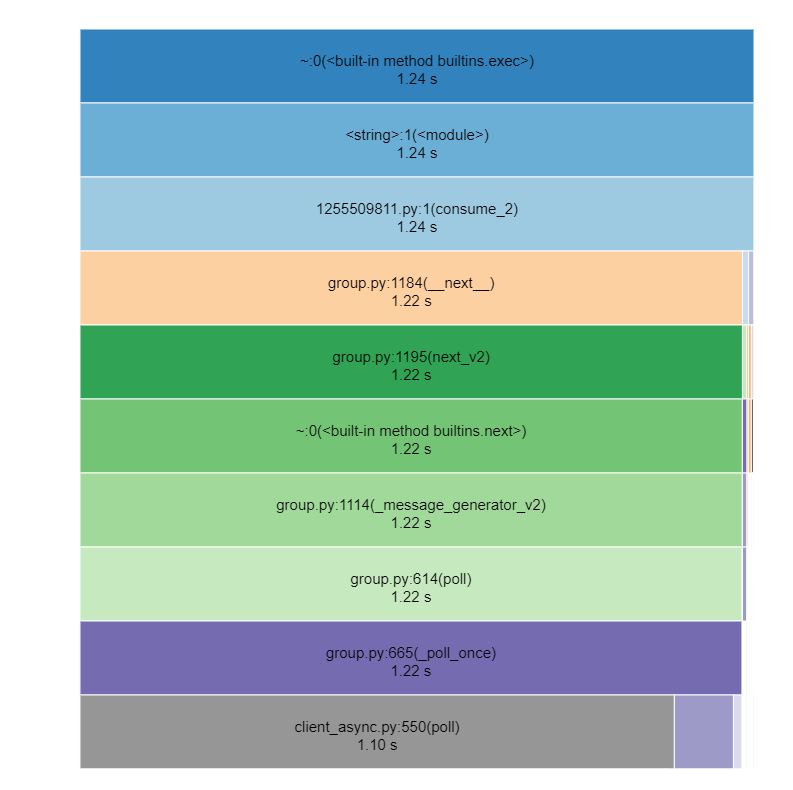 ~:0(<built-in method builtins.exec>)
1.24 s
<string>:1(<module>)
1.24 s
1255509811.py:1(consume_2)
1.24 s
group.py:1184(__next__)
1.22 s
group.py:1195(next_v2)
1.22 s
~:0(<built-in method builtins.next>)
1.22 s
group.py:1114(_message_generator_v2)
1.22 s
group.py:614(poll)
1.22 s
group.py:665(_poll_once)
1.22 s
client_async.py:550(poll)
1.10 s